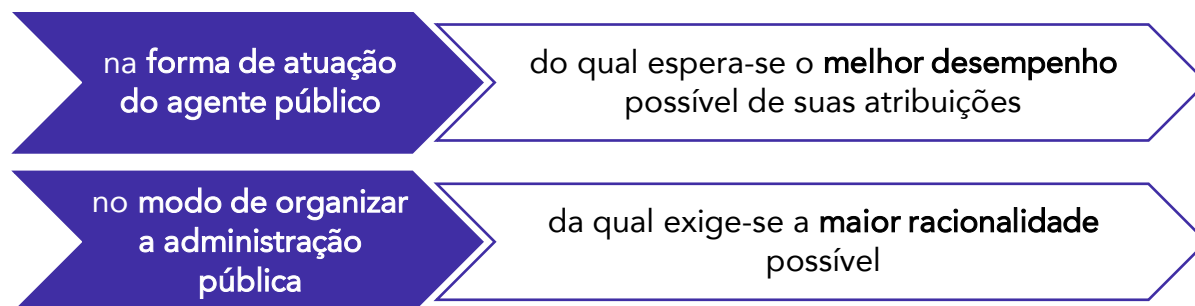 na forma de atuação
do agente público
do qual espera-se o melhor desempenho
possível de suas atribuições
no modo de organizar
a administração
pública
da qual exige-se a maior racionalidade
possível